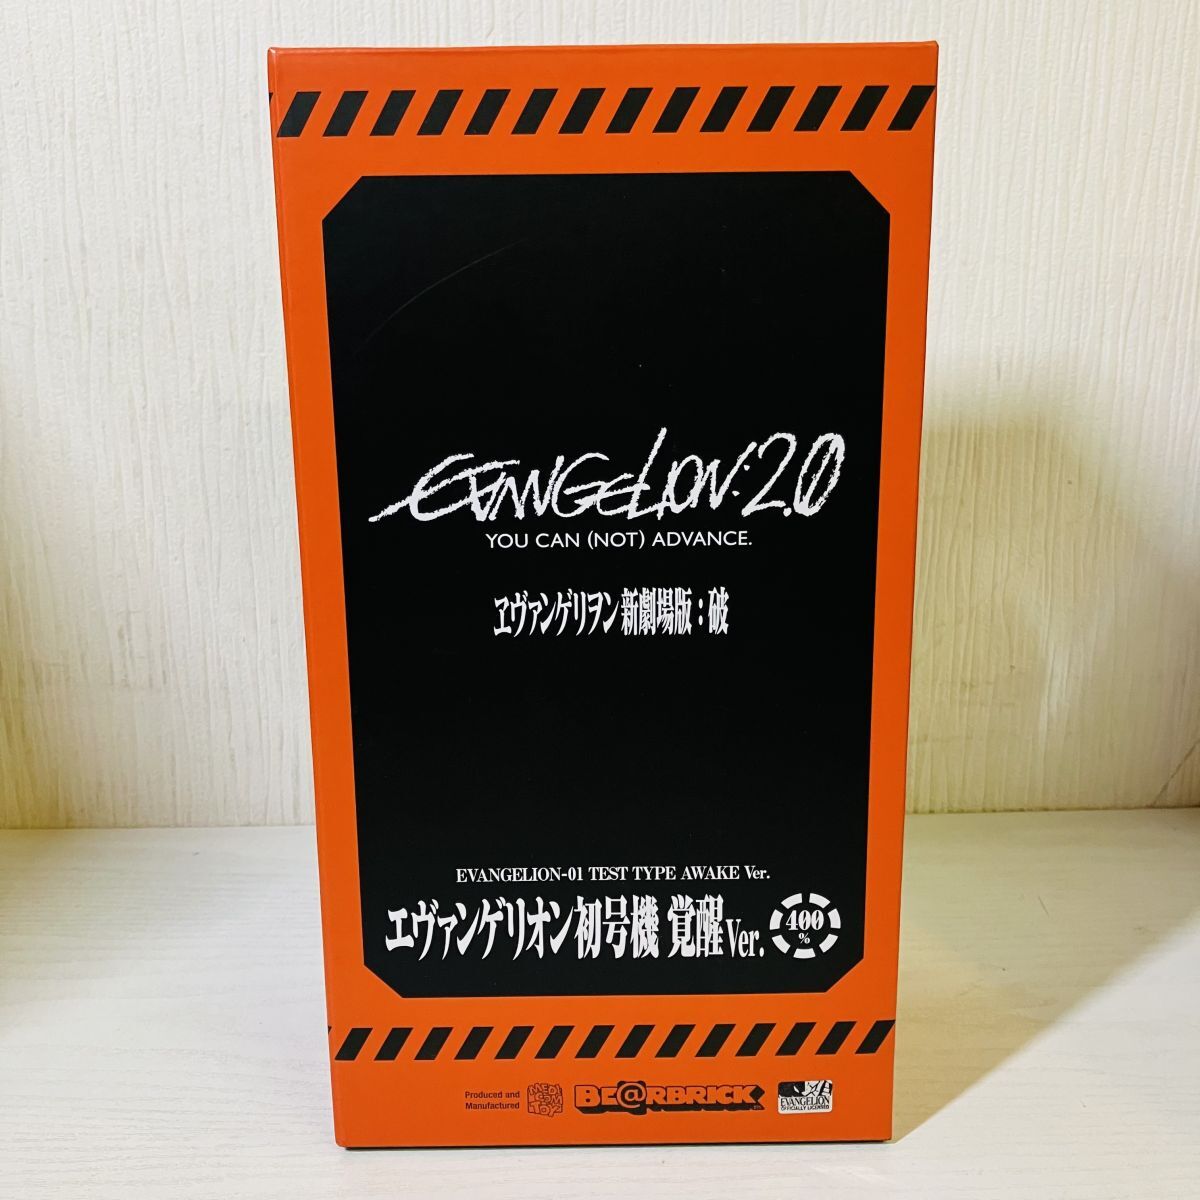 EVANGELION:2.0
YOU CAN (NOT) ADVANCE.
ヱヴァンゲリヲン新劇場版:破
EVANGELION-01 TEST TYPE AWAKE Ver.
エヴァンゲリオン初号機 覚醒Ver.
400%
Produced and
Manufactured
MEDICOM TOY
BE@RBRICK
EVANGELION
OFFICIALLY LICENSED